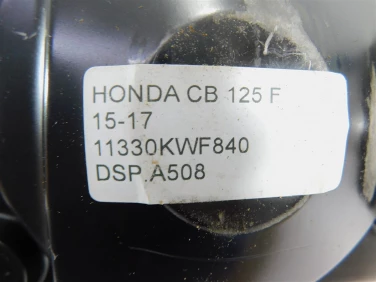 HONDA CB 125 F
15-17
11330KWF840
DSP.A508